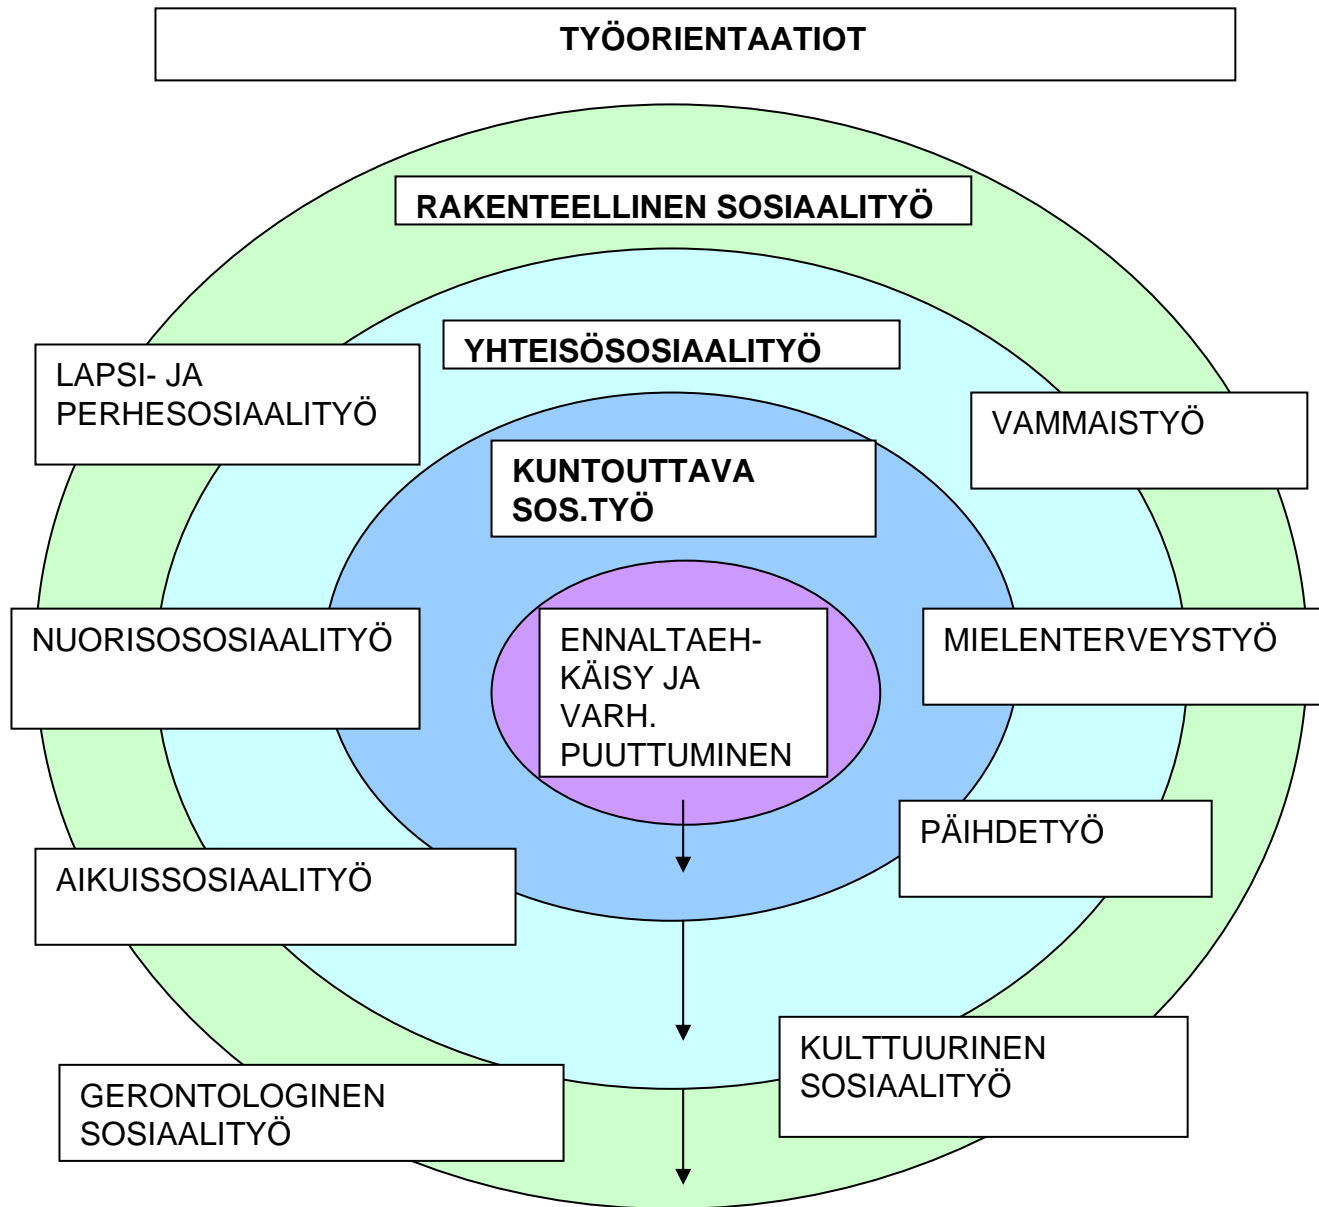 TYÖORIENTAATIOT
RAKENTEELLINEN SOSIAALITYÖ
YHTEISÖSOSIAALITYÖ
LAPSI- JA
PERHESOSIAALITYÖ
VAMMAISTYÖ
KUNTOUTTAVA
SOS.TYÖ
NUORISOSOSIAALITYÖ
ENNALTAEH-
KÄISY JA
VARH.
PUUTTUMINEN
MIELENTERVEYSTYÖ
PÄIHDETYÖ
AIKUISSOSIAALITYÖ
KULTTUURINEN
SOSIAALITYÖ
GERONTOLOGINEN
SOSIAALITYÖ